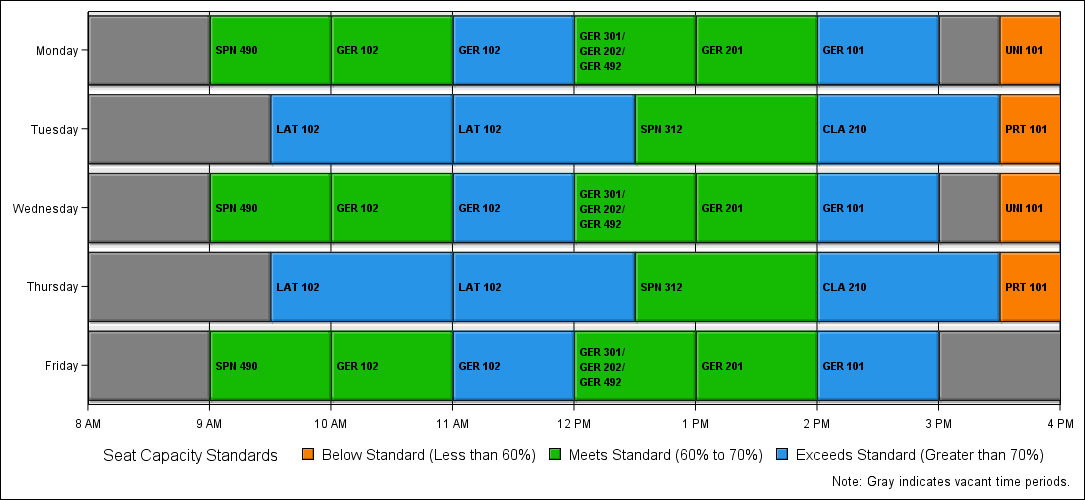 Monday
SPN 490
GER 102
GER 102
GER 301/
GER 202/
GER 492
GER 201
GER 101
UNI 101
Tuesday
LAT 102
LAT 102
SPN 312
CLA 210
PRT 101
Wednesday
SPN 490
GER 102
GER 102
GER 301/
GER 202/
GER 492
GER 201
GER 101
UNI 101
Thursday
LAT 102
LAT 102
SPN 312
CLA 210
PRT 101
Friday
SPN 490
GER 102
GER 102
GER 301/
GER 202/
GER 492
GER 201
GER 101
8 AM 9 AM 10 AM 11 AM 12 PM 1 PM 2 PM 3 PM 4 PM
Seat Capacity Standards Below Standard (Less than 60%) Meets Standard (60% to 70%) Exceeds Standard (Greater than 70%)
Note: Gray indicates vacant time periods.